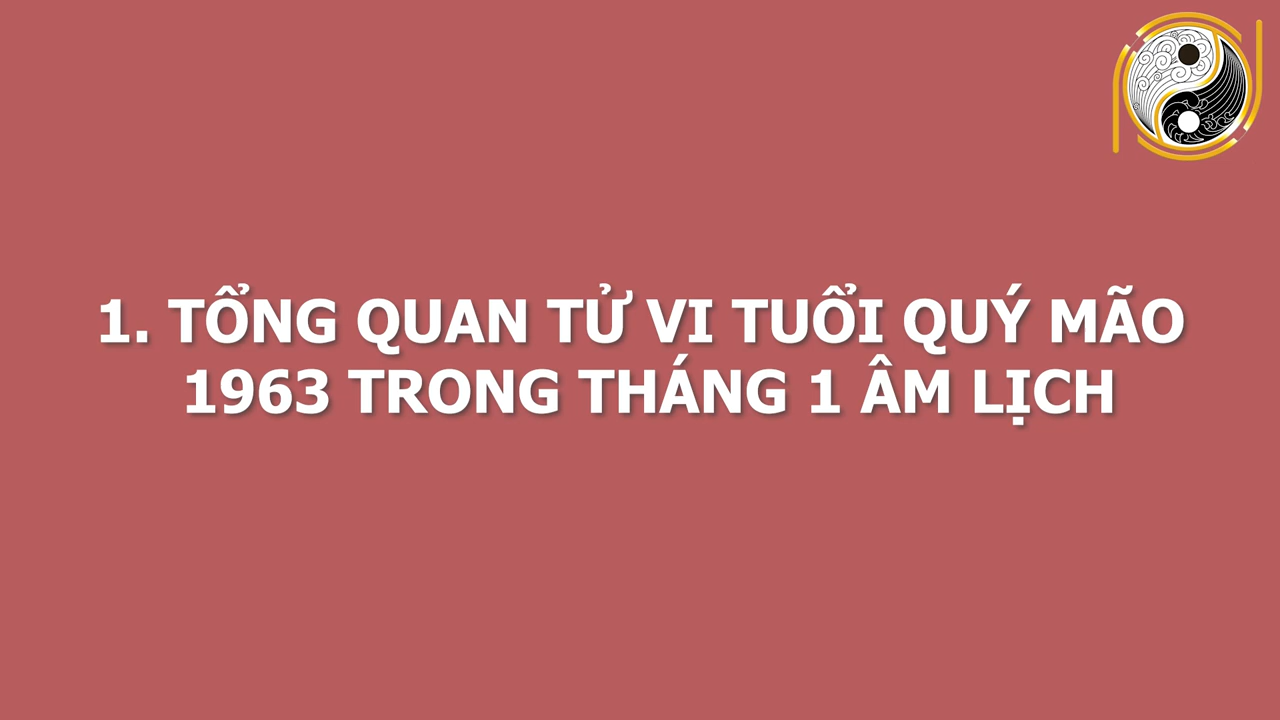 1. TỔNG QUAN TỬ VI TUỔI QUÝ MÃO
1963 TRONG THÁNG 1 ÂM LỊCH